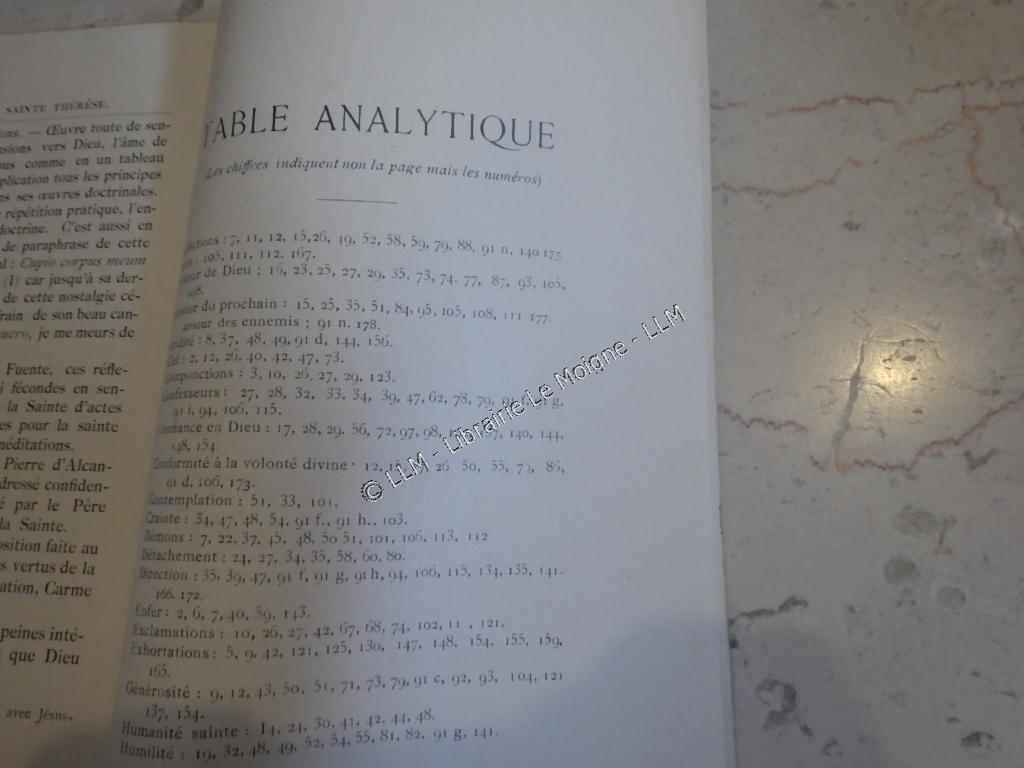 SAINTE THÉRÈSE.
— Œuvre toute de sen-
vers Dieu, l'âme de
comme en un tableau
tous les principes
ses œuvres doctrinales.
répétition pratique, l'en-
C'est aussi en
de paraphrase de cette
: Cupio corpus meum
(1) car jusqu'à sa der-
de cette nostalgie cé-
de son beau can-
je me meurs de
Fuente, ces réfle-
fécondes en sen-
la Sainte d'actes
pour la sainte
Pierre d'Alcan-
confiden-
par le Père
la Sainte.
faite au
vertus de la
Carme
peines inté-
que Dieu
avec Jésus.
TABLE ANALYTIQUE
(Les chiffres indiquent non la page mais les numéros)
: 7, 11, 12, 15,26, 49, 52, 58, 59, 79, 88, 91 n, 140 175
: 105, 111, 112. 167.
de Dieu : 16, 23, 25, 27, 29, 35, 73, 74. 77, 87, 93, 105,
108.
du prochain : 15, 25, 35, 51, 84, 95, 105, 108, 111 177.
amour des ennemis ; 91 n. 178.
: 8, 37, 48, 49, 91 d, 144, 156.
Ciel : 2, 12, 26, 40, 42, 47, 73.
Componctions : 3, 10, 26, 27, 29, 123.
Confesseurs : 27, 28, 32, 33. 34, 39, 47, 62, 78, 79, g,
91 i, 94, 106, 115.
Confiance en Dieu : 17, 28, 29. 56, 72, 97, 98, 140, 144,
148, 154.
Conformité à la volonté divine · 12, 26. 50, 55, 79, 86,
91 d, 106, 173.
Contemplation : 51, 33, 101.
Crainte : 34, 47, 48, 54, 91 f., 91 h., 103.
Démons : 7, 22, 37, 45. 48, 50 51, 101, 106, 113, 112
Détachement : 24, 27, 34, 35, 58, 60, 80.
Direction : 35, 39, 47, 91 f, 91 g, 91 h, 94, 106, 115, 134, 135, 141.
166. 172.
Enfer : 2, 6, 7, 40, 59, 143.
Exclamations : 10, 26, 27, 42, 67, 68, 74, 102, 11 , 121.
Exhortations : 5, 9, 42, 121, 125, 130, 147, 148, 154, 155, 159,
165.
Générosité : 9, 12, 43, 50, 51, 71, 73, 79, 91 c, 92, 93, 104, 121
137, 154.
Humanité sainte : 14, 24, 30, 41, 42, 44, 48.
Humilité : 19, 32, 48, 49, 52, 54, 55, 81, 82, 91 g, 141.
© LLM - Librairie Le Moigne - LLM